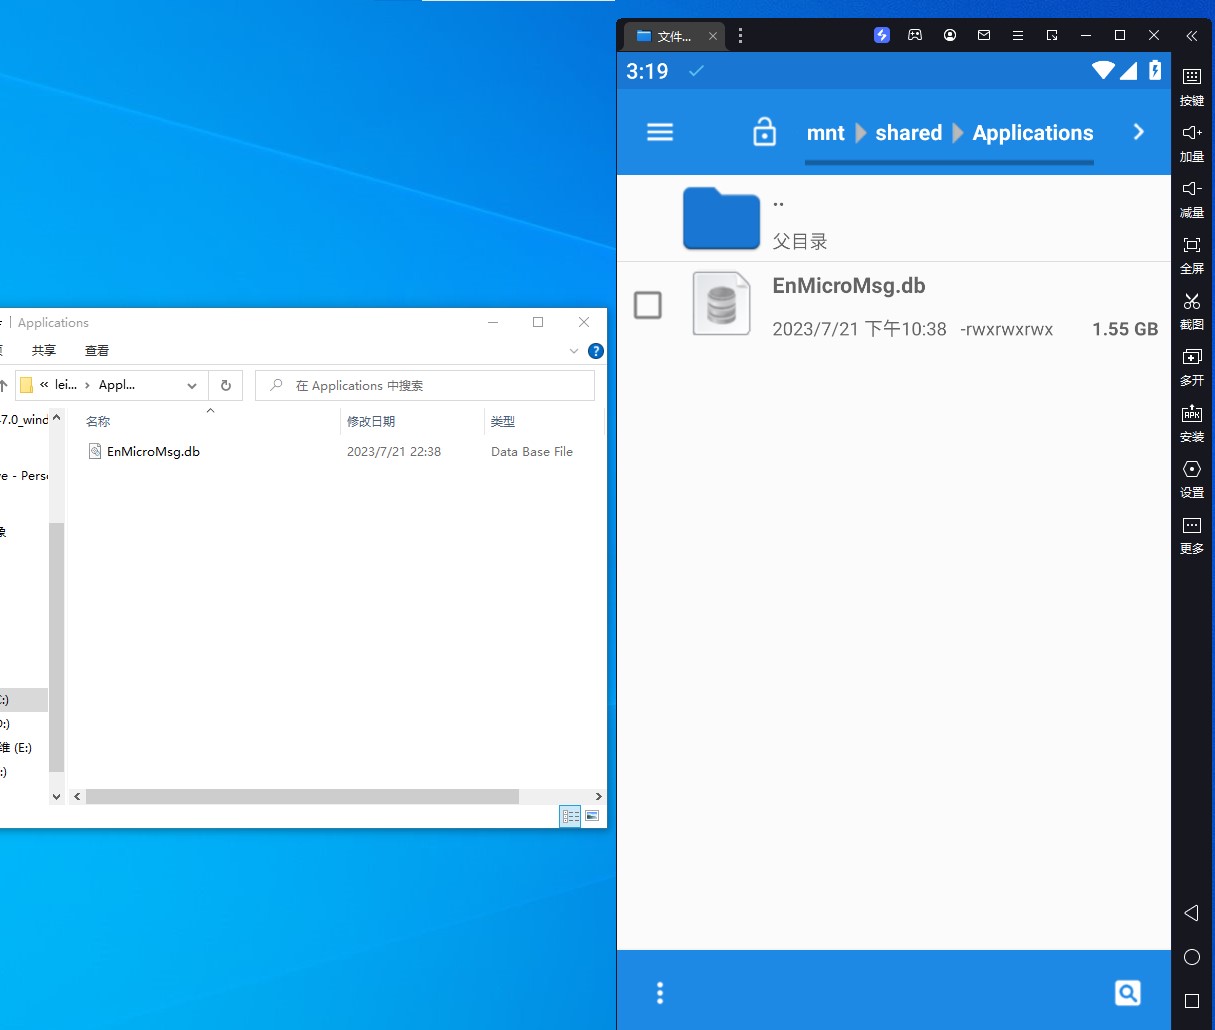 Applications
共享
查看
« lei... › Appl...
在 Applications 中搜索
7.0_wind
名称
修改日期
类型
EnMicroMsg.db
2023/7/21 22:38
Data Base File
e - Perso
象
:)
):)
维 (E:)
:)
文件...
3:19
mnt
shared
Applications
..
父目录
EnMicroMsg.db
2023/7/21 下午10:38 -rwxrwxrwx 1.55 GB
按键
加量
减量
全屏
截图
多开
APK
安装
设置
更多